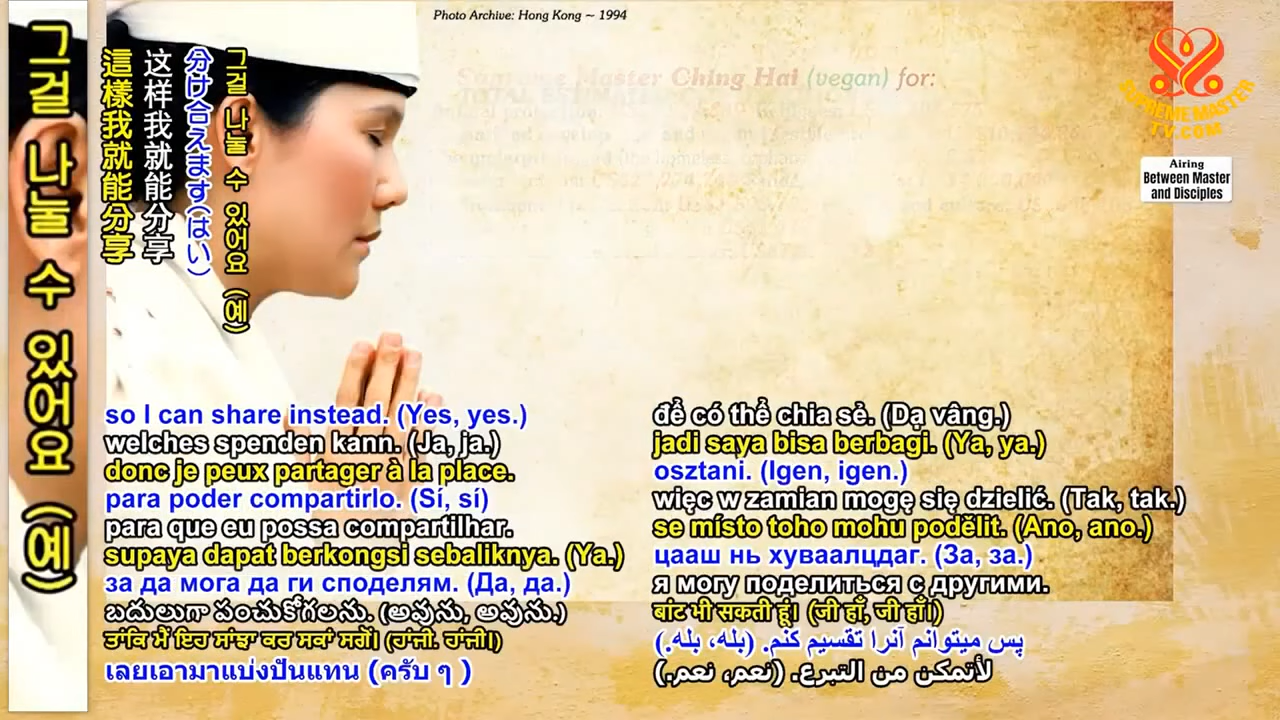 그걸 나눌 수 있어요 (예)
這樣我就能分享
这样我就能分享
分け合えます(はい)
그걸 나눌 수 있어요 (예)
Photo Archive: Hong Kong ~ 1994
Supreme Master Ching Hai (vegan) for:
SUPREMEMASTER
TV.COM
Airing
Between Master
and Disciples
so I can share instead. (Yes, yes.)
welches spenden kann. (Ja, ja.)
donc je peux partager à la place.
para poder compartirlo. (Sí, sí)
para que eu possa compartilhar.
supaya dapat berkongsi sebaliknya. (Ya.)
за да мога да ги споделям. (Да, да.)
బదులుగా పంచుకోగలను. (అవును, అవును.)
ਤਾਂਕਿ ਮੈਂ ਇਹ ਸਾਂਝਾ ਕਰ ਸਕਾਂ ਸਗੋਂ। (ਹਾਂਜੀ. ਹਾਂਜੀ।)
เลยเอามาแบ่งปันแทน (ครับ ๆ )
để có thể chia sẻ. (Dạ vâng.)
jadi saya bisa berbagi. (Ya, ya.)
osztani. (Igen, igen.)
więc w zamian mogę się dzielić. (Tak, tak.)
se místo toho mohu podělit. (Ano, ano.)
цааш нь хуваалцдаг. (За, за.)
я могу поделиться с другими.
बांट भी सकती हूं। (जी हाँ, जी हाँ।)
پس میتوانم آنرا تقسیم کنم. (بله، بله.)
لأتمكن من التبرع. (نعم، نعم.)